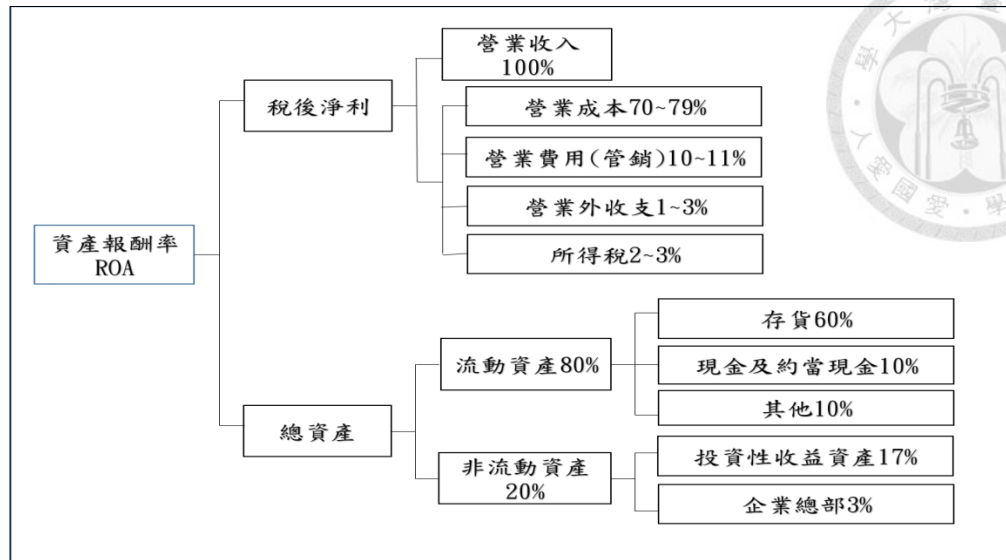 營業收入
100%
稅後淨利
營業成本70~79%
營業費用(管銷)10~11%
營業外收支1~3%
所得稅2~3%
資產報酬率
ROA
存貨60%
流動資產80%
現金及約當現金10%
其他10%
總資產
投資性收益資產17%
非流動資產
20%
企業總部3%